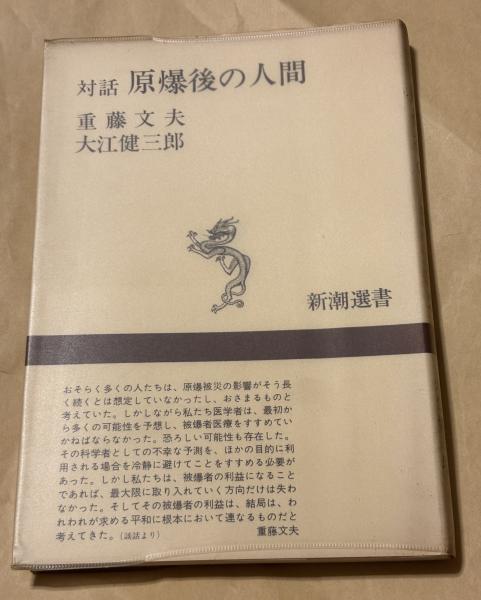 対話 原爆後の人間
重藤文夫
大江健三郎
新潮選書
おそらく多くの人たちは、原爆被災の影響がそう長
く続くとは想定していなかったし、おさまるものと
考えていた。しかしながら私たち医学者は、最初か
ら多くの可能性を予想し、被爆者医療をすすめてい
かねばならなかった。恐ろしい可能性も存在した。
その科学者としての不幸な予測を、ほかの目的に利
用される場合を冷静に避けてことをすすめる必要が
あった。しかし私たちは、被爆者の利益になること
であれば、最大限に取り入れていく方向だけは失わ
なかった。そしてその被爆者の利益は、結局は、わ
れわれが求める平和に根本において連なるものだと
考えてきた。(談話より) 重藤文夫